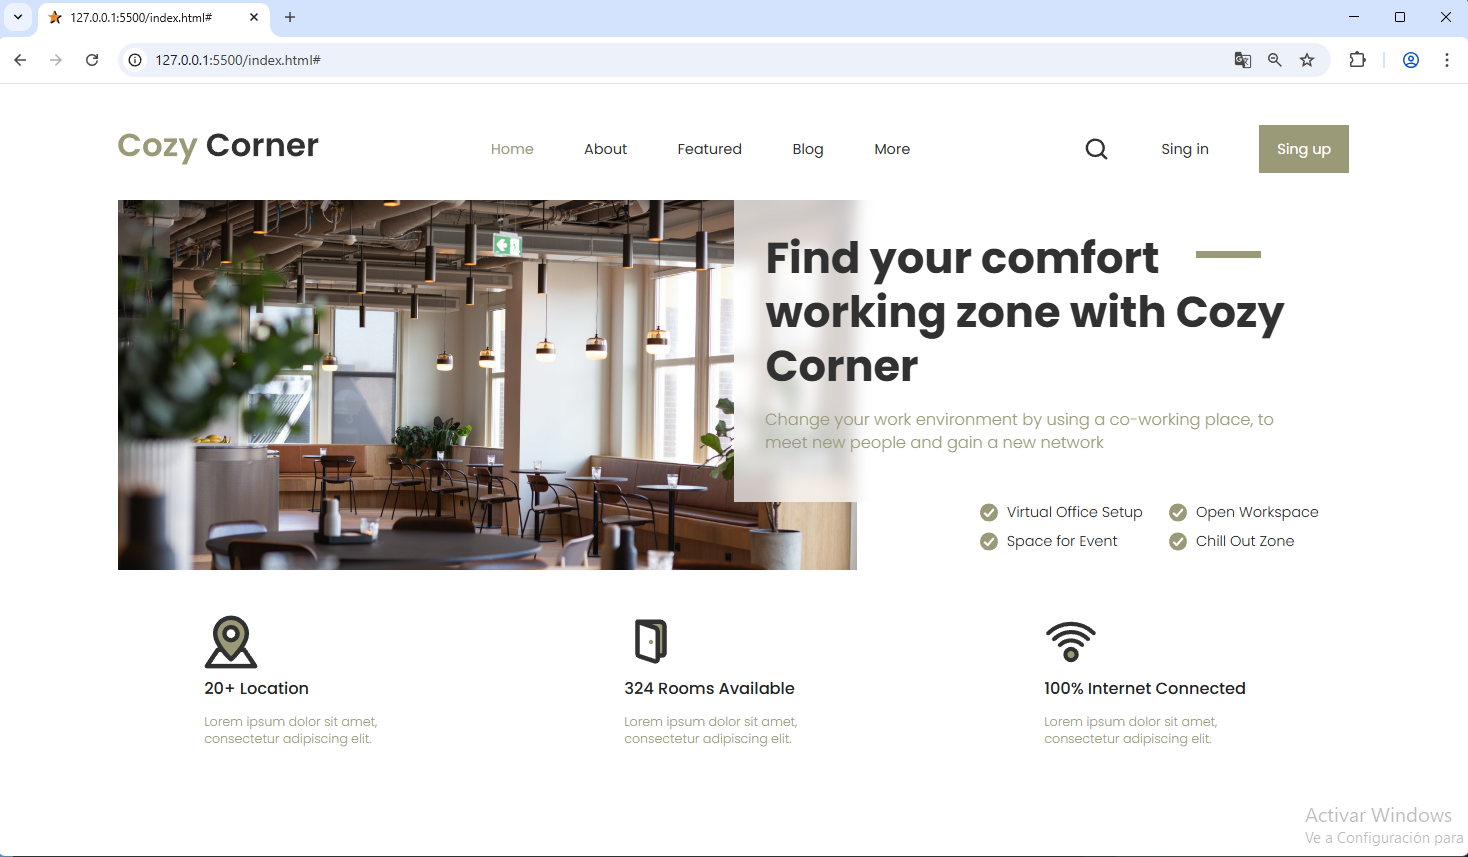 127.0.0.1:5500/index.html#
127.0.0.1:5500/index.html#
Cozy Corner
Home
About
Featured
Blog
More
Sing in
Sing up
Find your comfort
working zone with Cozy
Corner
Change your work environment by using a co-working place, to
meet new people and gain a new network
Virtual Office Setup
Open Workspace
Space for Event
Chill Out Zone
20+ Location
Lorem ipsum dolor sit amet,
consectetur adipiscing elit.
324 Rooms Available
Lorem ipsum dolor sit amet,
consectetur adipiscing elit.
100% Internet Connected
Lorem ipsum dolor sit amet,
consectetur adipiscing elit.
Activar Windows
Ve a Configuración para